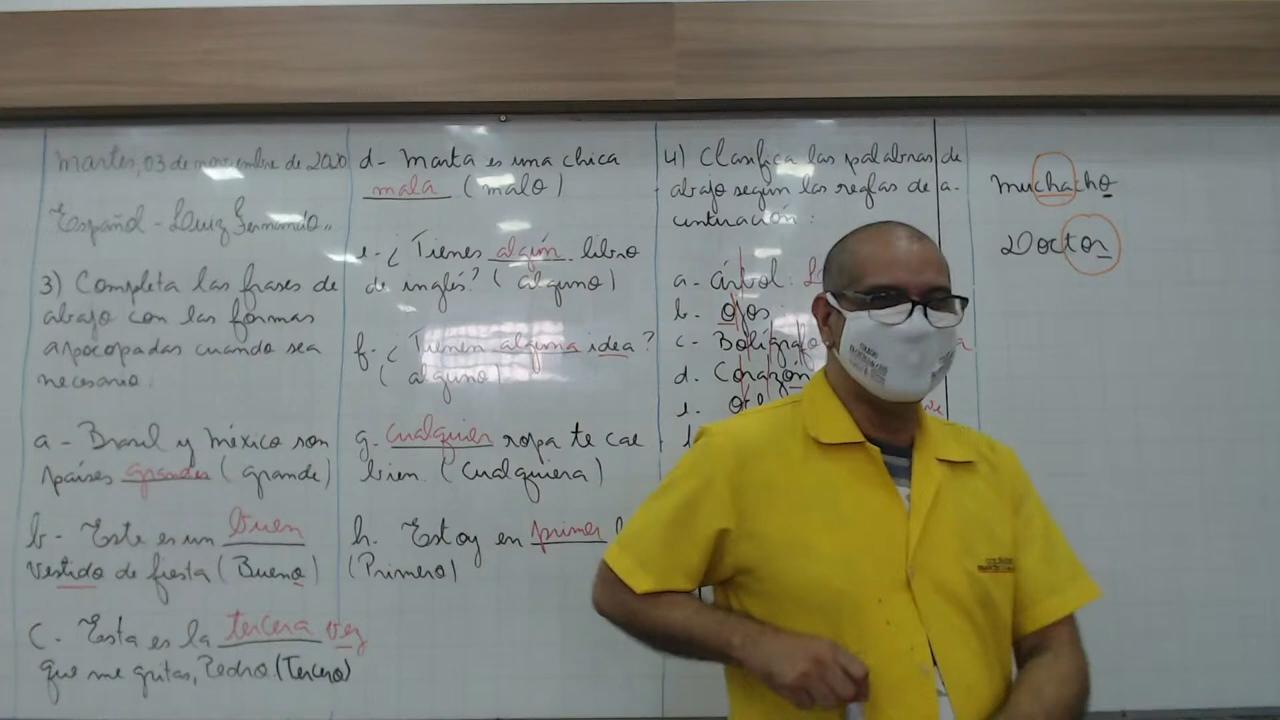 Martes, 03 de noviembre de 2020
Español - Luiz Fernando
3) Completa las frases de
abajo con las formas
apocopadas cuando sea
necesario.
a - Brasil y México son
países grandes (grande)
b - Este es un buen
vestido de fiesta (Bueno)
c. Esta es la tercera vez
que me gritas, Pedro. (Tercero)
d - Marta es una chica
mala (malo)
e - ¿Tienes algún libro
de inglés? (alguno)
f - ¿Tienen alguna idea?
(alguno)
g. cualquier ropa te cae
bien. (Cualquiera)
h. Estoy en primer
(Primero)
4) Clasifica las palabras de
abajo según las reglas de a-
centuación:
a - árbol:
b. ojos:
c - Bolígrafo
d. Corazón
e.
muchacho
Doctor